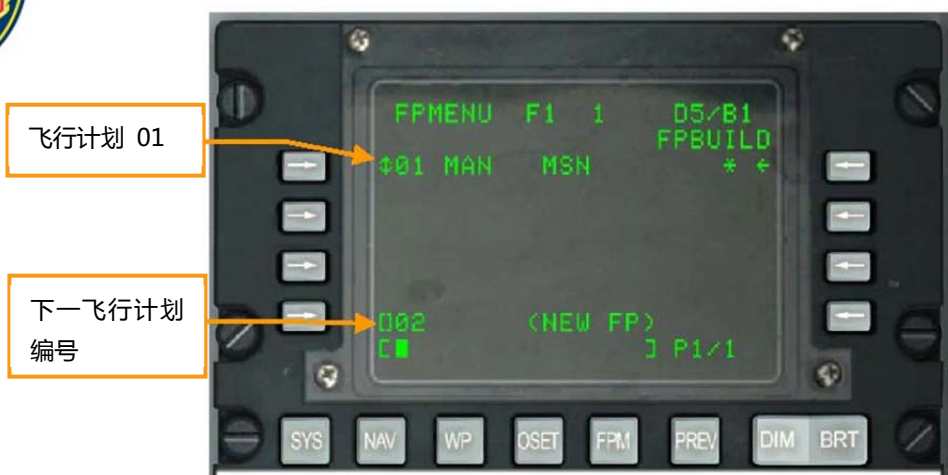 FPMENU F1 1 D5/B1
FPBUILD
飞行计划 01
↕01 MAN MSN * ←
下一飞行计划
编号
[]02 (NEW FP)
[ ] P1/1
SYS NAV WP OSET FPM PREV DIM BRT